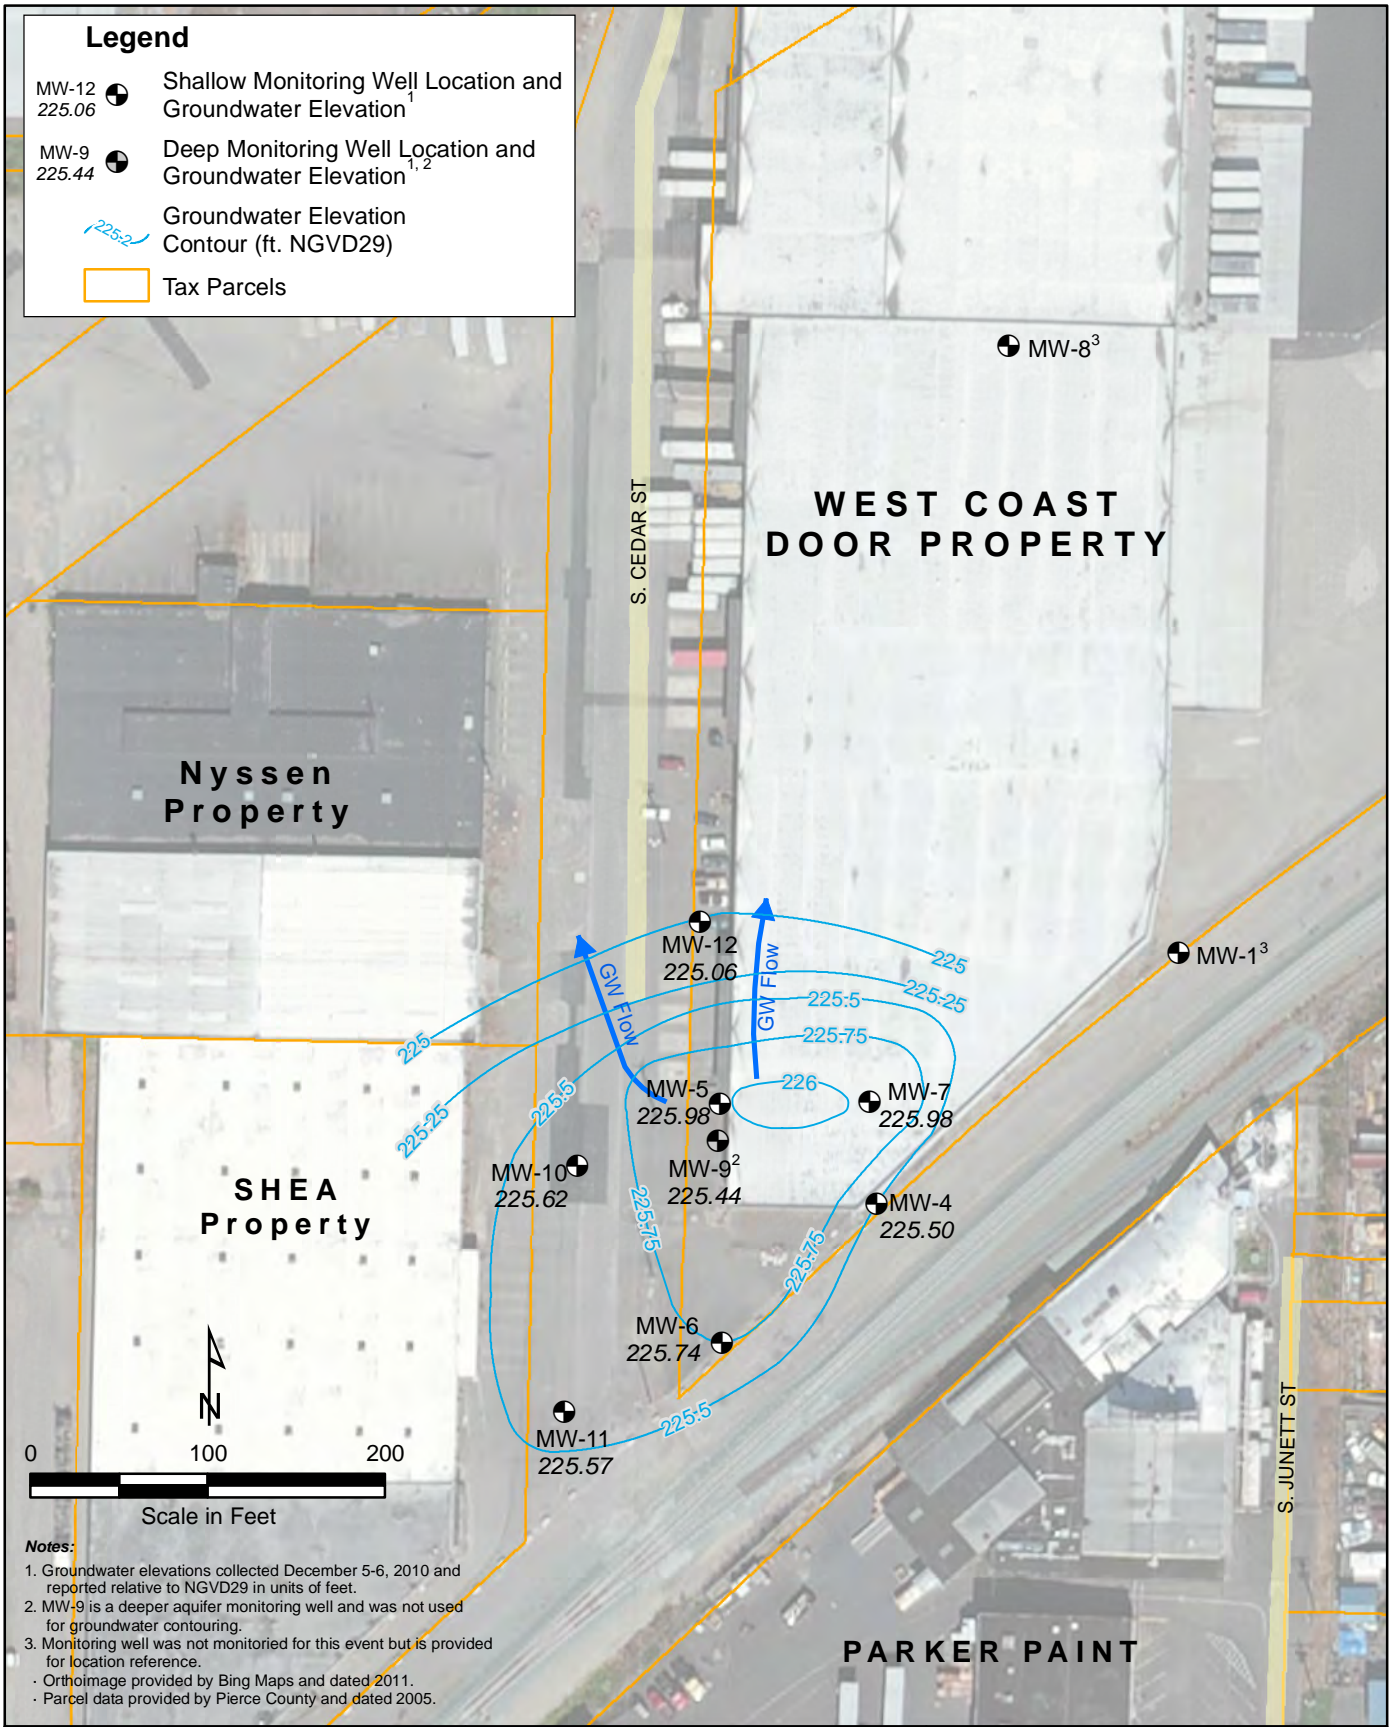 Legend
MW-12
225.06
Shallow Monitoring Well Location and
Groundwater Elevation1
MW-9
225.44
Deep Monitoring Well Location and
Groundwater Elevation1, 2
225.2
Groundwater Elevation
Contour (ft. NGVD29)
Tax Parcels
MW-83
WEST COAST
DOOR PROPERTY
S. CEDAR ST
Nyssen
Property
MW-12
225.06
MW-13
GW Flow
GW Flow
225
225
225.25
225.25
225.5
225.5
225.75
226
MW-5
225.98
MW-7
225.98
MW-92
225.44
MW-10
225.62
MW-4
225.50
225.75
225.75
SHEA
Property
MW-6
225.74
225.5
MW-11
225.57
N
0 100 200
Scale in Feet
S. JUNETT ST
PARKER PAINT
Notes:
1. Groundwater elevations collected December 5-6, 2010 and
reported relative to NGVD29 in units of feet.
2. MW-9 is a deeper aquifer monitoring well and was not used
for groundwater contouring.
3. Monitoring well was not monitoried for this event but is provided
for location reference.
· Orthoimage provided by Bing Maps and dated 2011.
· Parcel data provided by Pierce County and dated 2005.